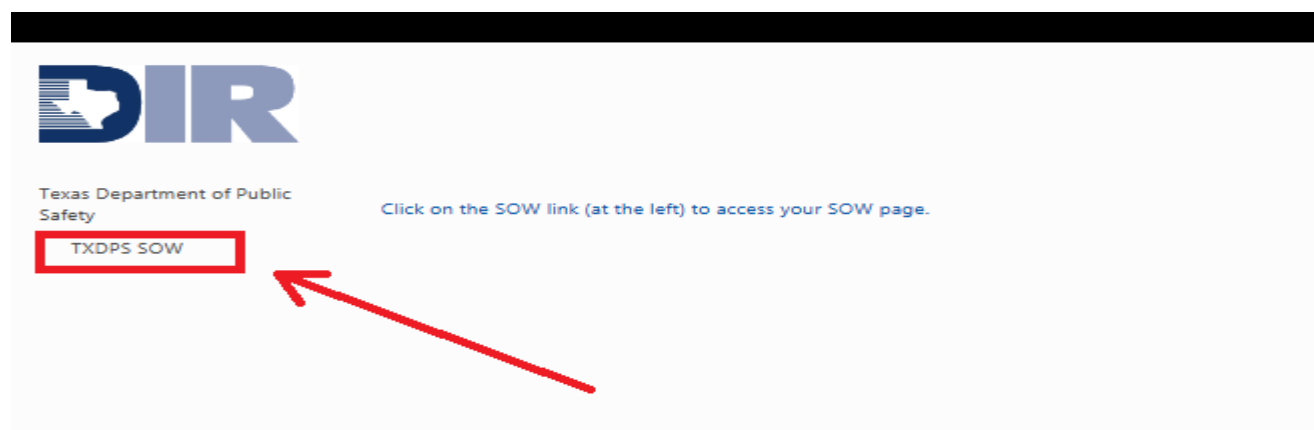 DIR
Texas Department of Public
Safety
Click on the SOW link (at the left) to access your SOW page.
TXDPS SOW